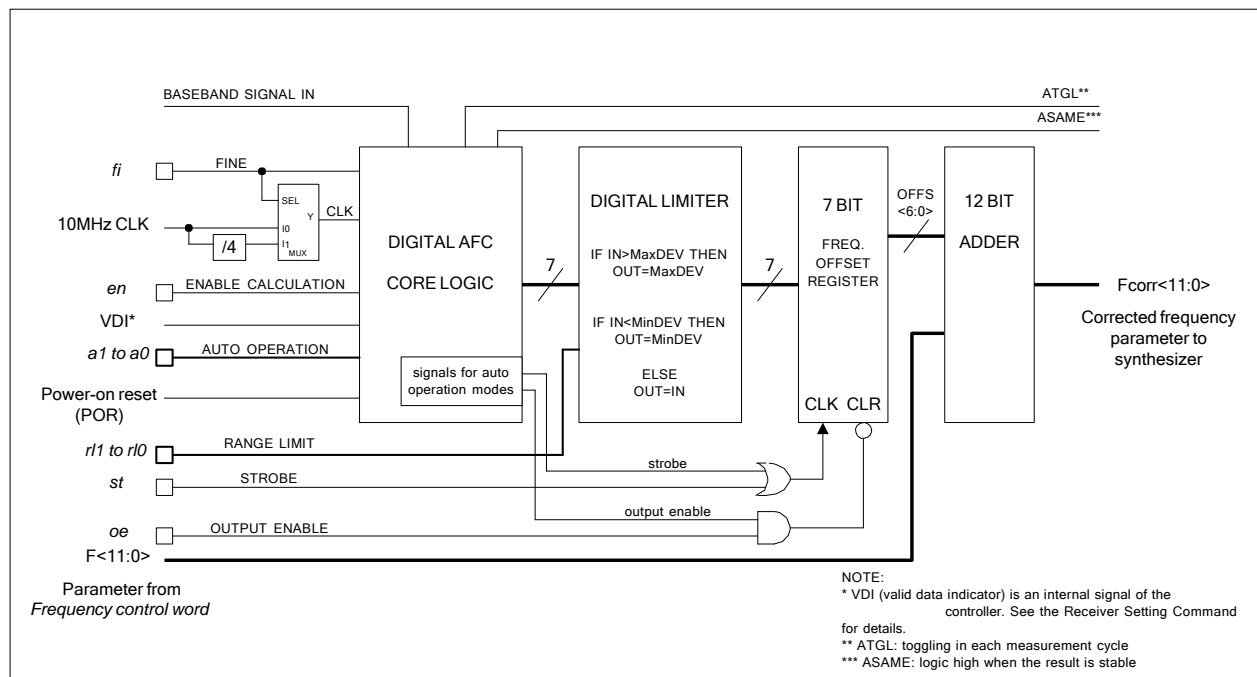 BASEBAND SIGNAL IN
ATGL**
ASAME***
fi
FINE
SEL
Y
CLK
10MHz CLK
I0
/4
I1
MUX
en
ENABLE CALCULATION
VDI*
a1 to a0
AUTO OPERATION
Power-on reset
(POR)
rl1 to rl0
RANGE LIMIT
st
STROBE
oe
OUTPUT ENABLE
F<11:0>
Parameter from
Frequency control word
DIGITAL AFC
CORE LOGIC
signals for auto
operation modes
7
DIGITAL LIMITER
IF IN>MaxDEV THEN
OUT=MaxDEV
IF IN<MinDEV THEN
OUT=MinDEV
ELSE
OUT=IN
7
strobe
output enable
7 BIT
FREQ.
OFFSET
REGISTER
CLK CLR
OFFS
<6:0>
12 BIT
ADDER
Fcorr<11:0>
Corrected frequency
parameter to
synthesizer
NOTE:
* VDI (valid data indicator) is an internal signal of the
controller. See the Receiver Setting Command
for details.
** ATGL: toggling in each measurement cycle
*** ASAME: logic high when the result is stable